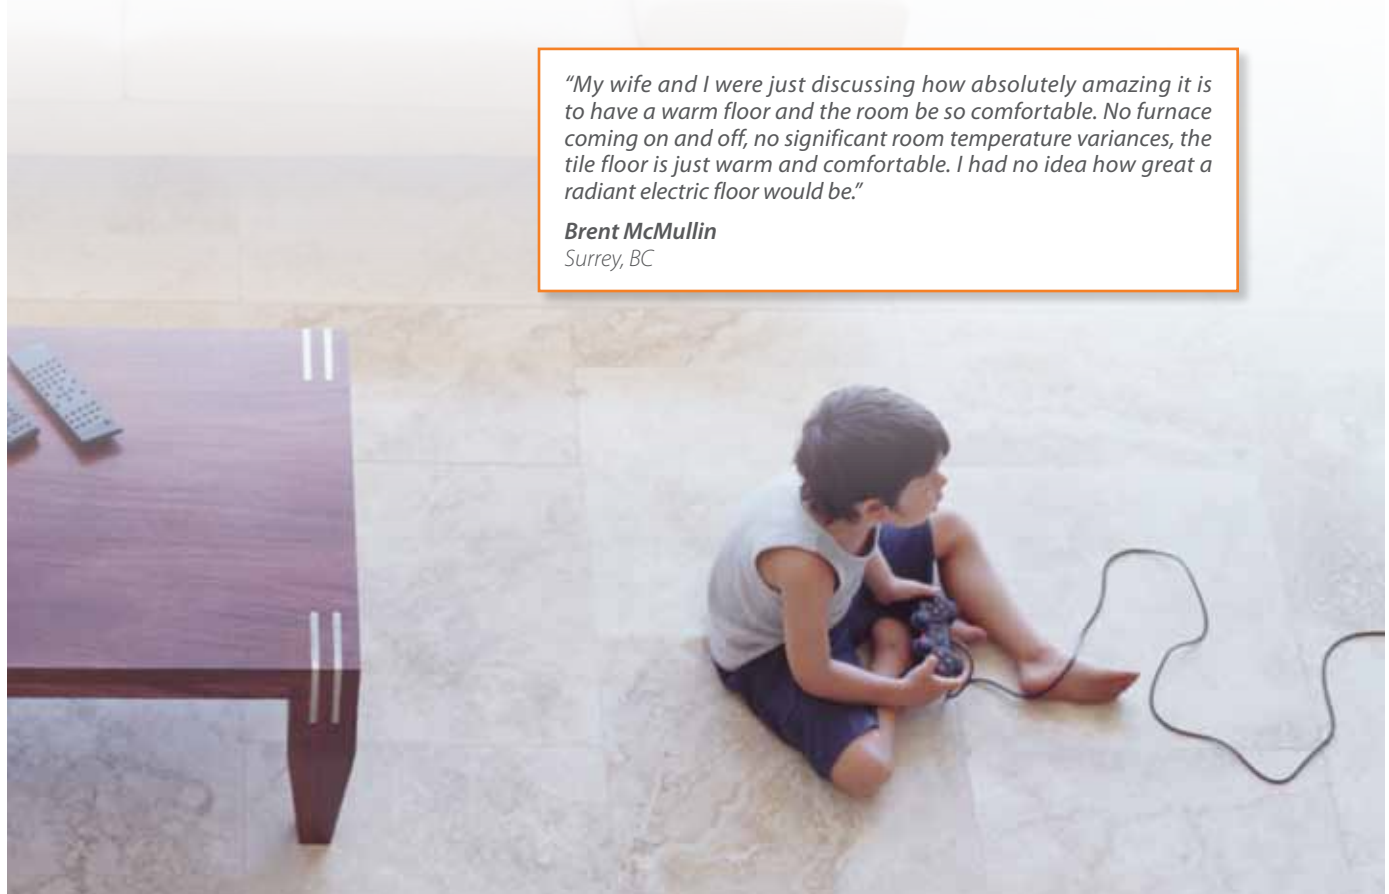 “My wife and I were just discussing how absolutely amazing it is
to have a warm floor and the room be so comfortable. No furnace
coming on and off, no significant room temperature variances, the
tile floor is just warm and comfortable. I had no idea how great a
radiant electric floor would be.”
Brent McMullin
Surrey, BC